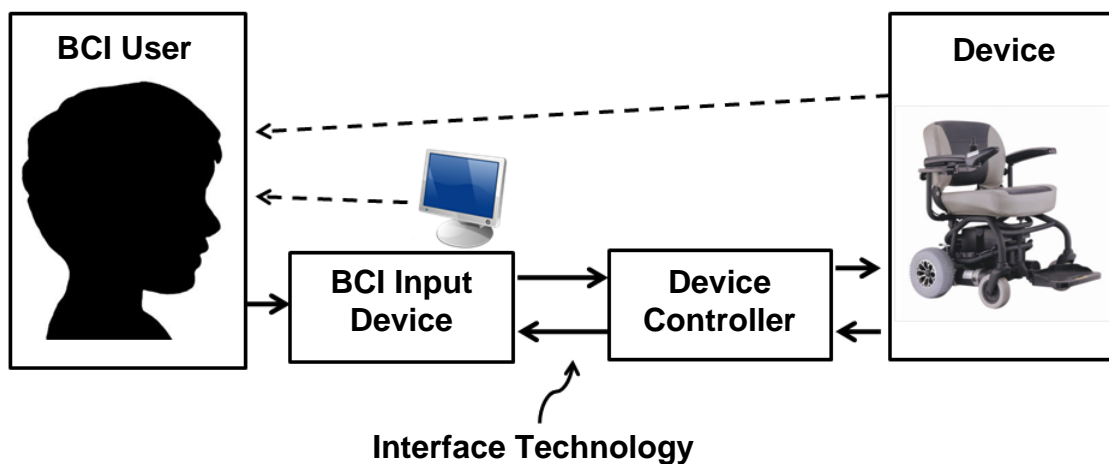 BCI User
Device
BCI Input
Device
Device
Controller
Interface Technology